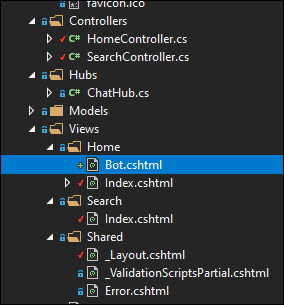 favicon.ico
Controllers
C# HomeController.cs
C# SearchController.cs
Hubs
C# ChatHub.cs
Models
Views
Home
Bot.cshtml
Index.cshtml
Search
Index.cshtml
Shared
_Layout.cshtml
_ValidationScriptsPartial.cshtml
Error.cshtml